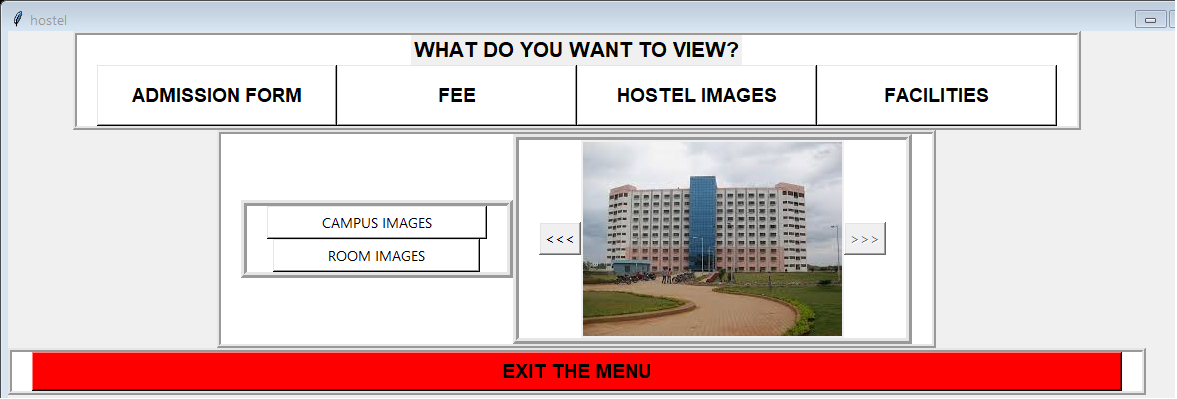 hostel
WHAT DO YOU WANT TO VIEW?
ADMISSION FORM FEE HOSTEL IMAGES FACILITIES
CAMPUS IMAGES
ROOM IMAGES
<<< >>>
EXIT THE MENU